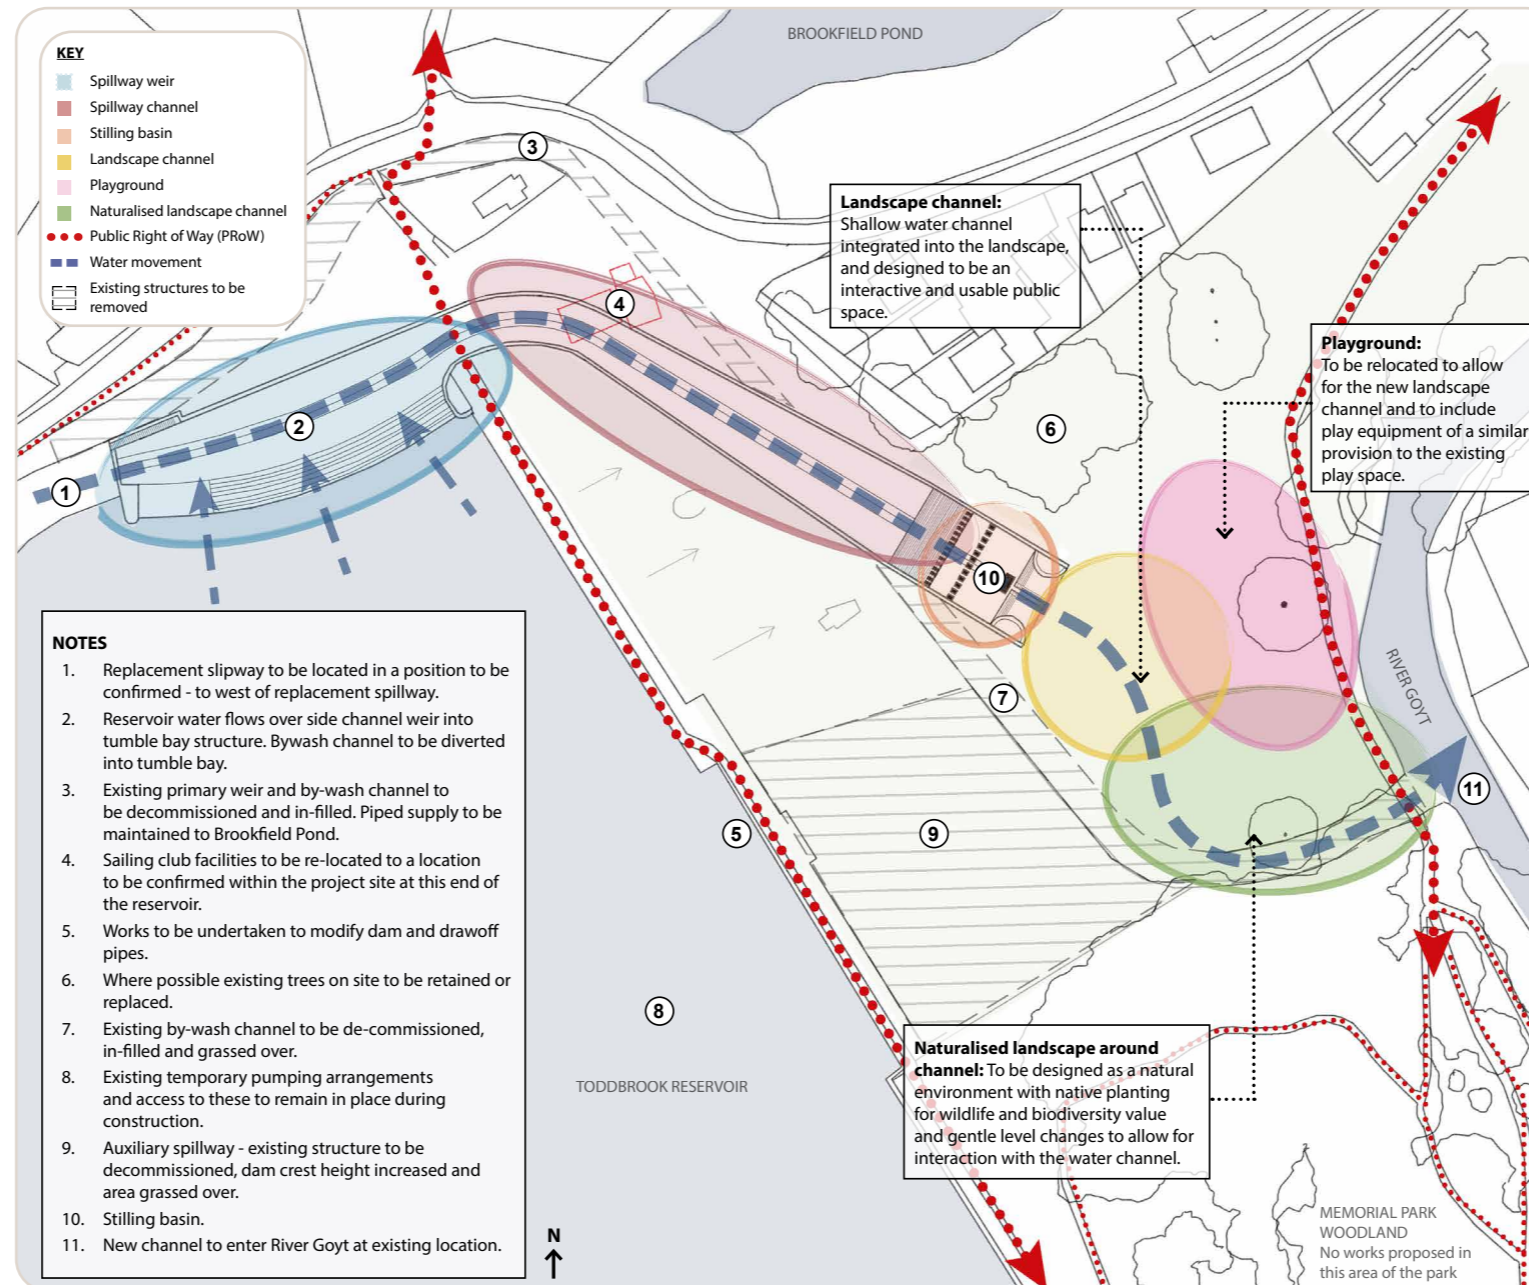 KEY
Spillway weir
Spillway channel
Stilling basin
Landscape channel
Playground
Naturalised landscape channel
Public Right of Way (PRoW)
Water movement
Existing structures to be
removed
BROOKFIELD POND
3
4
2
1
6
10
7
5
9
8
11
Landscape channel:
Shallow water channel
integrated into the landscape,
and designed to be an
interactive and usable public
space.
Playground:
To be relocated to allow
for the new landscape
channel and to include
play equipment of a similar
provision to the existing
play space.
RIVER GOYT
NOTES
1. Replacement slipway to be located in a position to be
confirmed - to west of replacement spillway.
2. Reservoir water flows over side channel weir into
tumble bay structure. Bywash channel to be diverted
into tumble bay.
3. Existing primary weir and by-wash channel to
be decommissioned and in-filled. Piped supply to be
maintained to Brookfield Pond.
4. Sailing club facilities to be re-located to a location
to be confirmed within the project site at this end of
the reservoir.
5. Works to be undertaken to modify dam and drawoff
pipes.
6. Where possible existing trees on site to be retained or
replaced.
7. Existing by-wash channel to be de-commissioned,
in-filled and grassed over.
8. Existing temporary pumping arrangements
and access to these to remain in place during
construction.
9. Auxiliary spillway - existing structure to be
decommissioned, dam crest height increased and
area grassed over.
10. Stilling basin.
11. New channel to enter River Goyt at existing location.
N
TODDBROOK RESERVOIR
Naturalised landscape around
channel: To be designed as a natural
environment with native planting
for wildlife and biodiversity value
and gentle level changes to allow for
interaction with the water channel.
MEMORIAL PARK
WOODLAND
No works proposed in
this area of the park